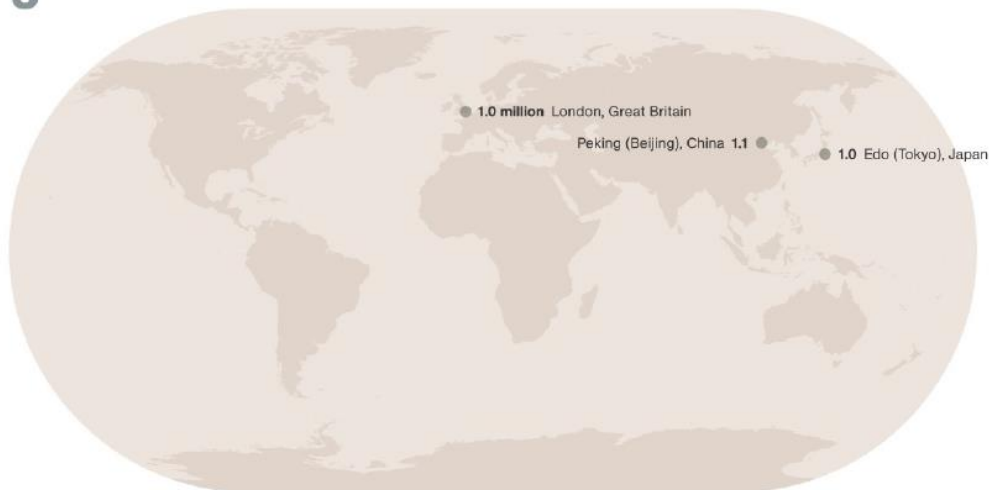 1.0 million London, Great Britain
Peking (Beijing), China 1.1
1.0 Edo (Tokyo), Japan